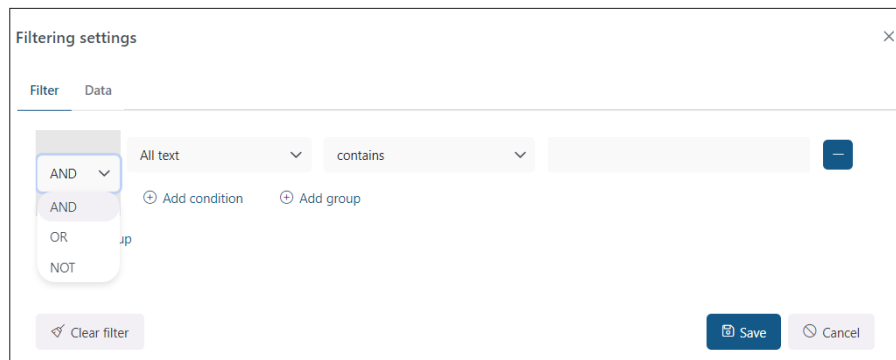 Filtering settings
Filter Data
All text contains
AND
Add condition Add group
AND
OR
NOT
Clear filter Save Cancel